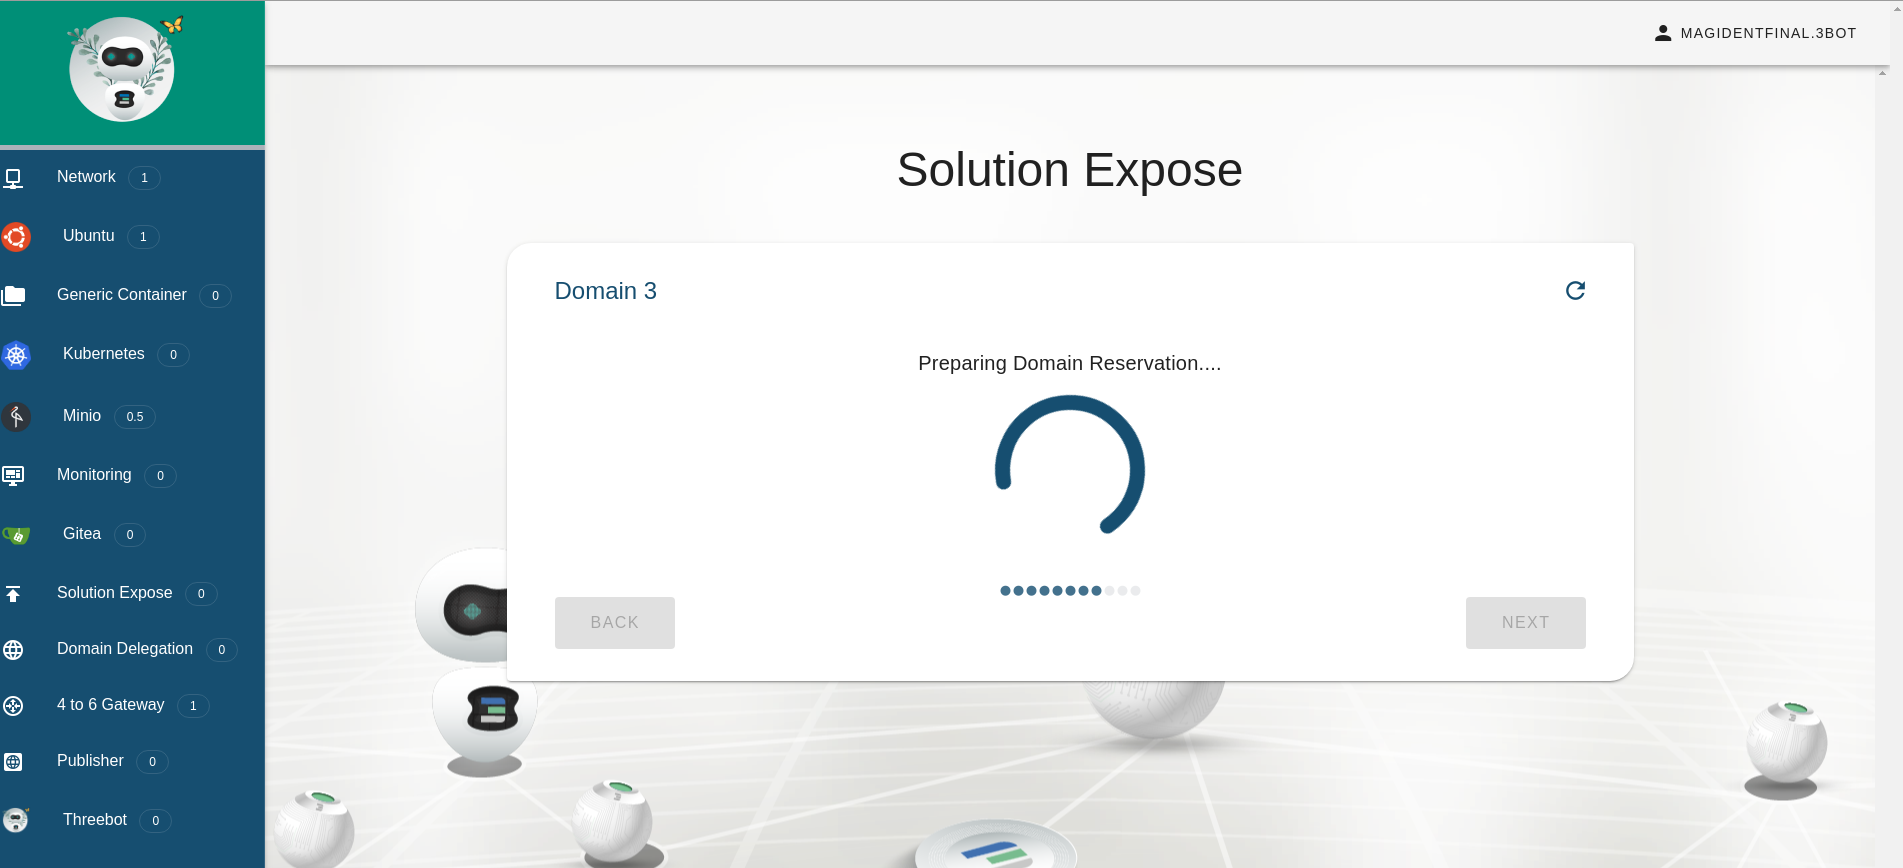 MAGIDENTFINAL.3BOT
Network 1
Ubuntu 1
Generic Container 0
Kubernetes 0
Minio 0.5
Monitoring 0
Gitea 0
Solution Expose 0
Domain Delegation 0
4 to 6 Gateway 1
Publisher 0
Threebot 0
Solution Expose
Domain 3
Preparing Domain Reservation....
BACK
NEXT